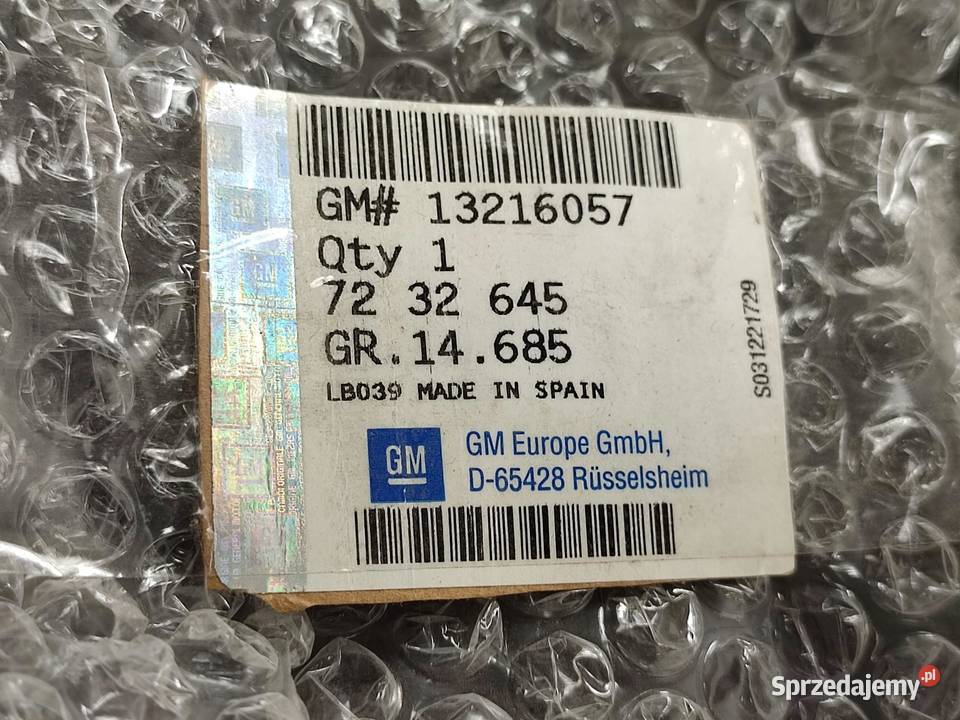 GM# 13216057
Qty 1
72 32 645
GR.14.685
LB039 MADE IN SPAIN
S031221729
GM
GM Europe GmbH,
D-65428 Rüsselsheim
Sprzedajemy.pl